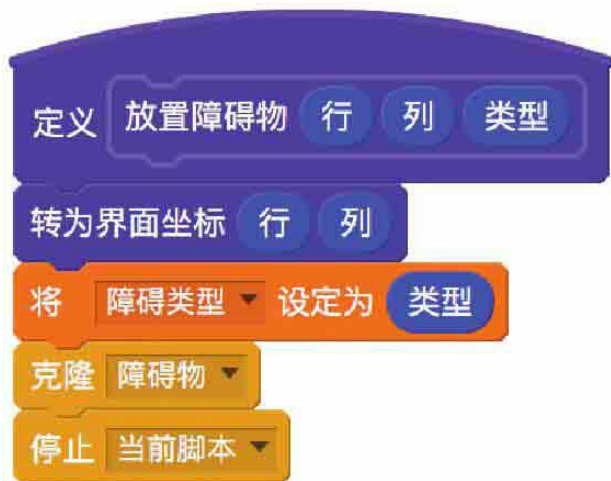 定义 放置障碍物 行 列 类型
转为界面坐标 行 列
将 障碍类型 设定为 类型
克隆 障碍物
停止 当前脚本